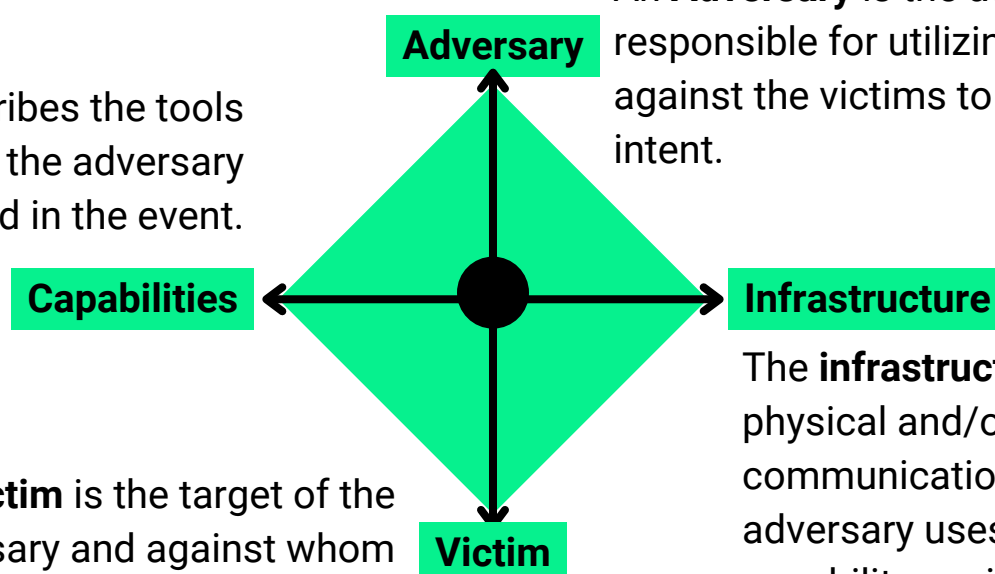 Adversary
responsible for utilizin
against the victims to
intent.
ribes the tools
the adversary
d in the event.
Capabilities
Infrastructure
The infrastruc
physical and/o
communicatio
adversary uses
ctim is the target of the
sary and against whom
Victim